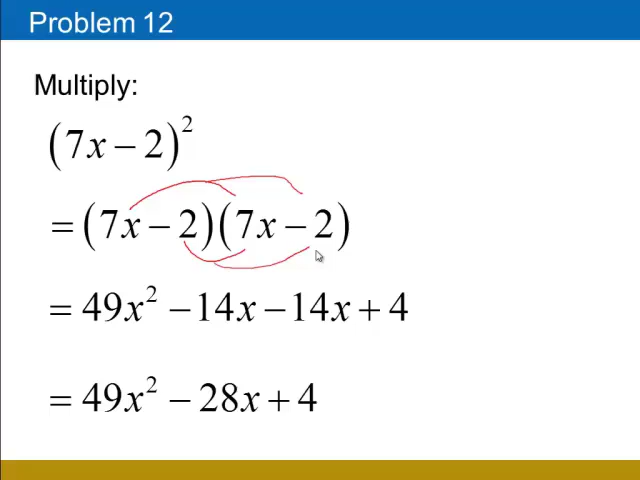 Problem 12
Multiply:
(7x − 2)²
= (7x − 2)(7x − 2)
= 49x² − 14x − 14x + 4
= 49x² − 28x + 4